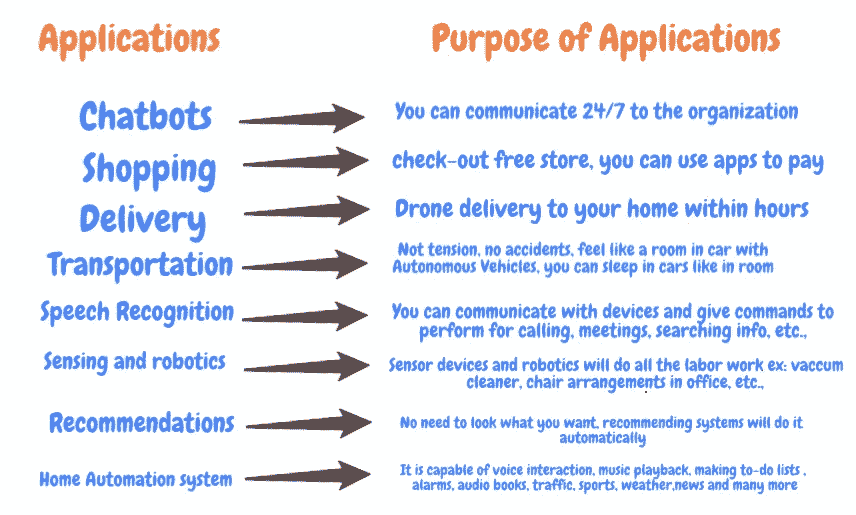 Applications
Purpose of Applications
Chatbots
You can communicate 24/7 to the organization
Shopping
check-out free store, you can use apps to pay
Delivery
Drone delivery to your home within hours
Transportation
Not tension, no accidents, feel like a room in car with
Autonomous Vehicles, you can sleep in cars like in room
Speech Recognition
You can communicate with devices and give commands to
perform for calling, meetings, searching info, etc.,
Sensing and robotics
Sensor devices and robotics will do all the labor work ex: vaccum
cleaner, chair arrangements in office, etc.,
Recommendations
No need to look what you want, recommending systems will do it
automatically
Home Automation system
It is capable of voice interaction, music playback, making to-do lists ,
alarms, audio books, traffic, sports, weather,news and many more